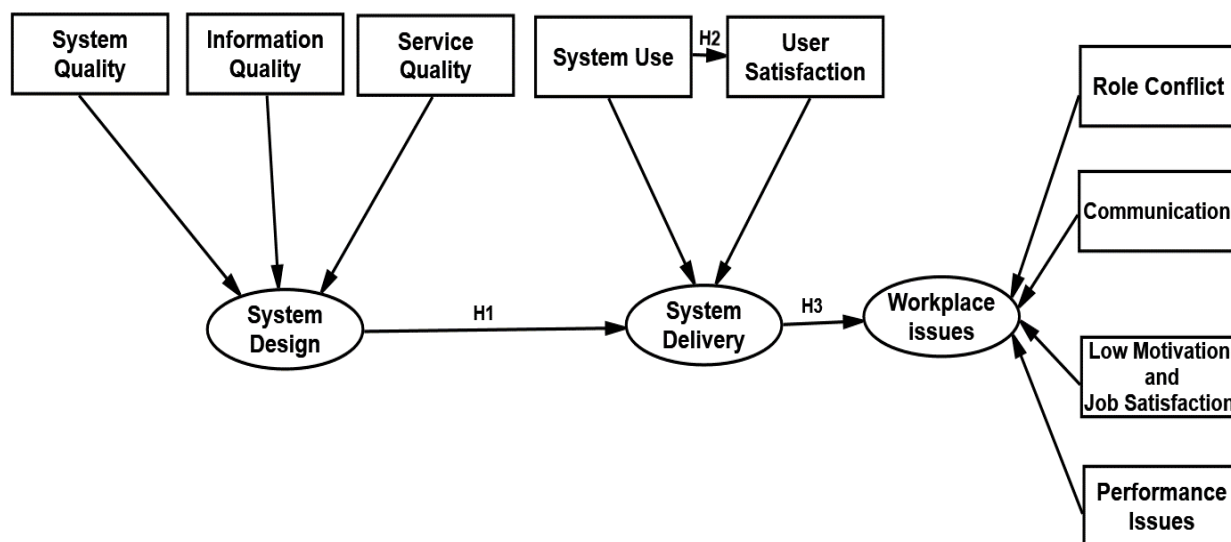 System
Quality
Information
Quality
Service
Quality
System Use
H2
User
Satisfaction
Role Conflict
Communication
System
Design
H1
System
Delivery
H3
Workplace
issues
Low Motivation
and
Job Satisfaction
Performance
Issues